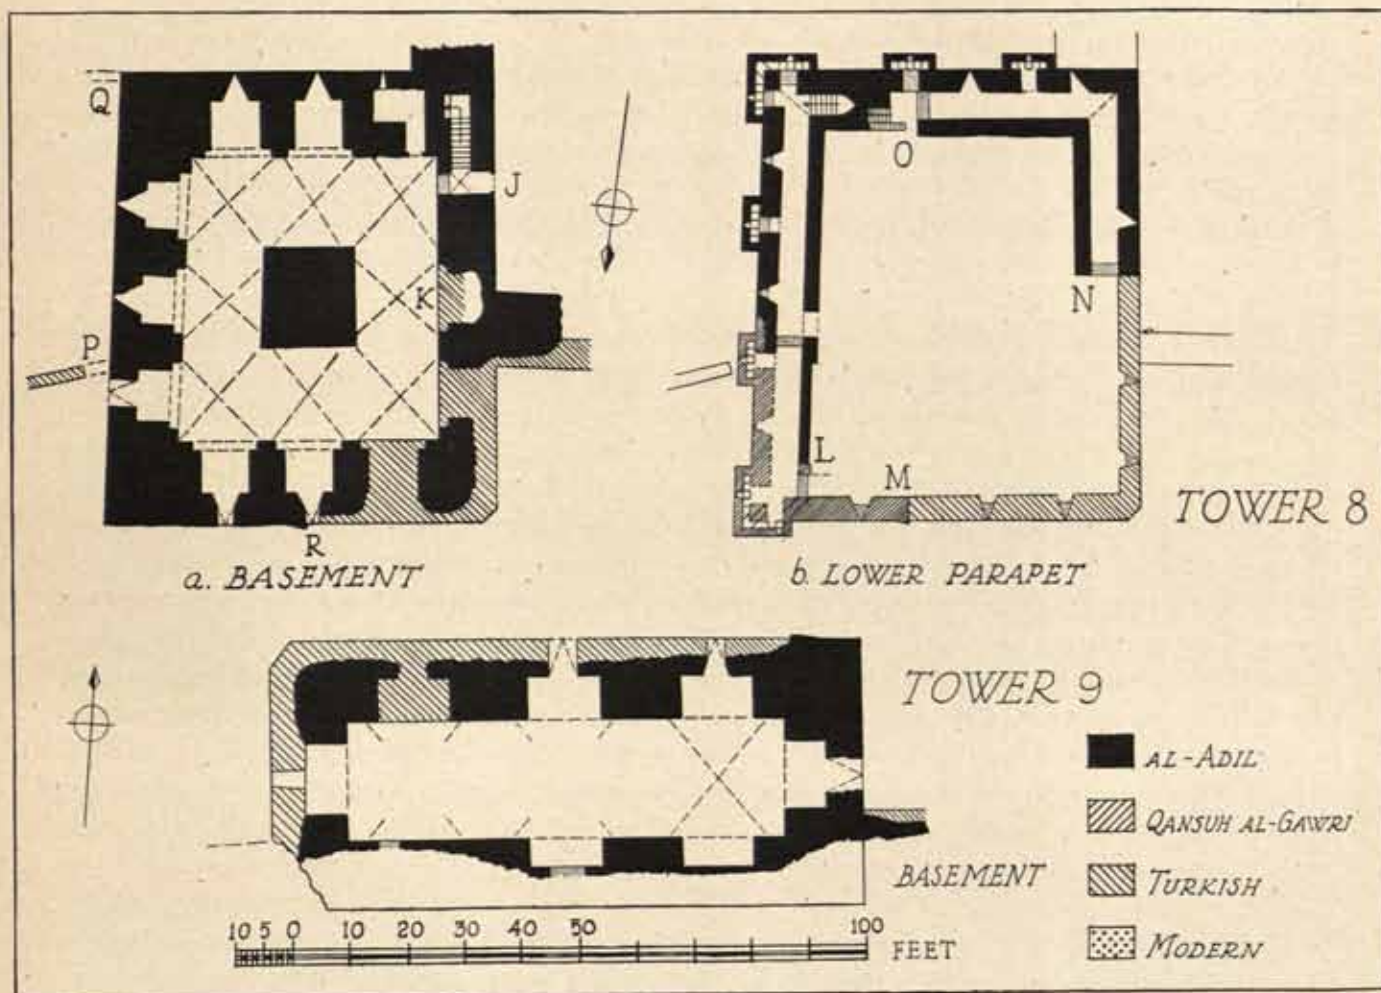 Q
J
K
P
R
a. BASEMENT
O
N
L
M
TOWER 8
b. LOWER PARAPET
TOWER 9
AL-ADIL
QANSUH AL-GAWRI
BASEMENT
TURKISH
10 5 0 10 20 30 40 50 100
FEET
MODERN